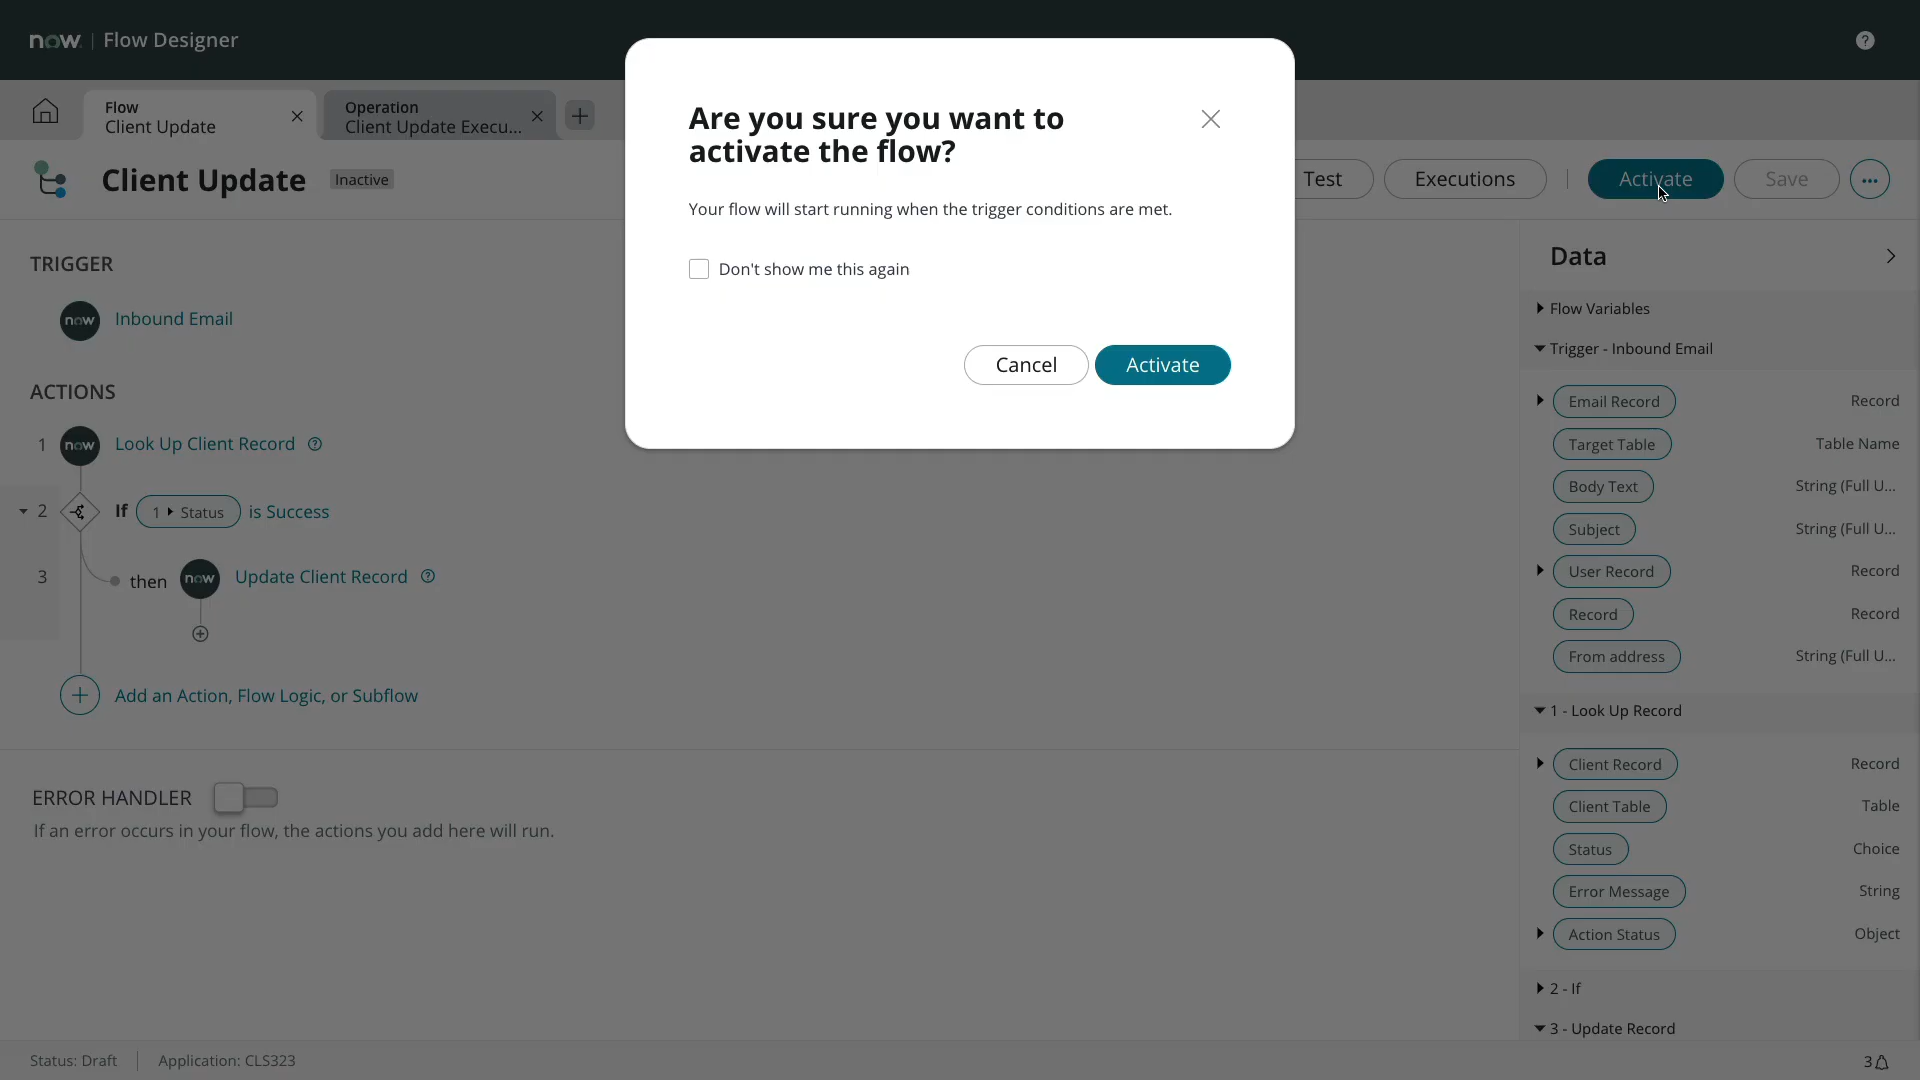 now | Flow Designer
?
Flow
Client Update
Operation
Client Update Execu...
Client Update
Inactive
Test
Executions
Activate
Save
...
Are you sure you want to
activate the flow?
Your flow will start running when the trigger conditions are met.
Don't show me this again
Cancel
Activate
TRIGGER
now
Inbound Email
ACTIONS
1
now
Look Up Client Record
?
2
If
1 ▸ Status
is Success
3
then
now
Update Client Record
?
Add an Action, Flow Logic, or Subflow
ERROR HANDLER
If an error occurs in your flow, the actions you add here will run.
Data
Flow Variables
Trigger - Inbound Email
Email Record Record
Target Table Table Name
Body Text String (Full U...
Subject String (Full U...
User Record Record
Record Record
From address String (Full U...
1 - Look Up Record
Client Record Record
Client Table Table
Status Choice
Error Message String
Action Status Object
2 - If
3 - Update Record
Status: Draft | Application: CLS323
3